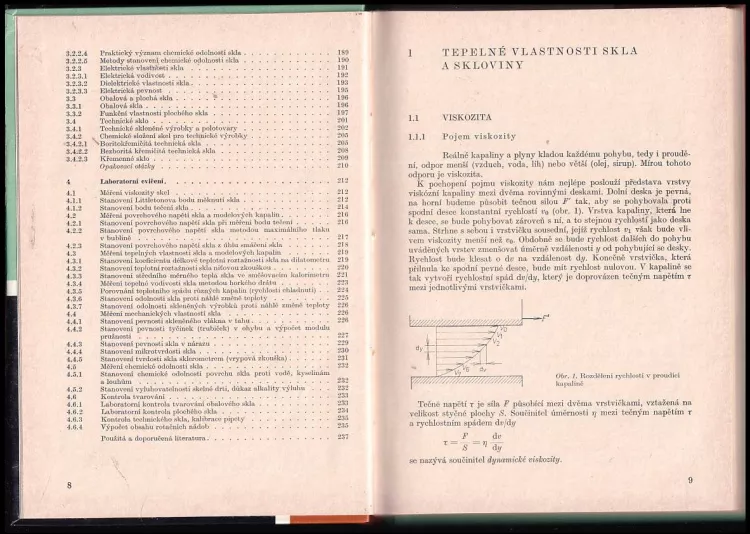 3.2.2.4 Praktický význam chemické odolnosti skla . . . 189
3.2.2.5 Metody stanovení chemické odolnosti skla . . . 190
3.2.3 Elektrické vlastnosti skla . . . 191
3.2.3.1 Elektrická vodivost . . . 192
3.2.3.2 Dielektrické vlastnosti skla . . . 193
3.2.3.3 Elektrická pevnost . . . 195
3.3 Obalová a plochá skla . . . 196
3.3.1 Obalová skla . . . 196
3.3.2 Funkční vlastnosti plochého skla . . . 197
3.4 Technické sklo . . . 201
3.4.1 Technické skleněné výrobky a polotovary . . . 202
3.4.2 Chemické složení skel pro technické výrobky . . . 205
3.4.2.1 Boritokřemičitá technická skla . . . 205
3.4.2.2 Bezboritá křemičitá technická skla . . . 208
3.4.2.3 Křemenné sklo . . . 209
Opakovací otázky . . . 210
4 Laboratorní cvičení . . . 212
4.1 Měření viskozity skel . . . 212
4.1.1 Stanovení Littletonova bodu měknutí skla . . . 212
4.1.2 Stanovení bodu tečení skla . . . 214
4.2 Měření povrchového napětí skla a modelových kapalin . . . 216
4.2.1 Stanovení povrchového napětí skla při měření bodu tečení . . . 216
4.2.2 Stanovení povrchového napětí skla metodou maximálního tlaku
v bublině . . . 217
4.2.3 Stanovení povrchového napětí skla z úhlu smáčení skla . . . 218
4.3 Měření tepelných vlastností skla a modelových kapalin . . . 219
4.3.1 Stanovení koeficientu délkové teplotní roztažnosti skla na dilatometru . . . 219
4.3.2 Stanovení teplotní roztažnosti skla nitovou zkouškou . . . 220
4.3.3 Stanovení středního měrného tepla skla ve směšovacím kalorimetru . . . 221
4.3.4 Měření tepelné vodivosti skla metodou horkého drátu . . . 223
4.3.5 Porovnání teplotního spádu různých kapalin (rychlosti chladnutí) . . . 224
4.3.6 Stanovení odolnosti skla proti náhlé změně teploty . . . 225
4.3.7 Stanovení odolnosti skleněných výrobků proti náhlé změně teploty . . . 226
4.4 Měření mechanických vlastností skla . . . 226
4.4.1 Stanovení pevnosti skleněného vlákna v tahu . . . 226
4.4.2 Stanovení pevnosti tyčinek (trubiček) v ohybu a výpočet modulu
pružnosti . . . 227
4.4.3 Stanovení pevnosti skla v nárazu . . . 229
4.4.4 Stanovení mikrotvrdosti skla . . . 230
4.4.5 Stanovení tvrdosti skla sklerometrem (vrypová zkouška) . . . 231
4.5 Měření chemické odolnosti skla . . . 232
4.5.1 Stanovení chemické odolnosti povrchu skla proti vodě, kyselinám
a louhům . . . 232
4.5.2 Stanovení vyluhovatelnosti skelné drti, důkaz alkality výluhu . . . 232
4.6 Kontrola tvarování . . . 233
4.6.1 Laboratorní kontrola tvarování obalového skla . . . 233
4.6.2 Laboratorní kontrola plochého skla . . . 234
4.6.3 Kontrola technického skla, kalibrace pipety . . . 235
4.6.4 Výpočet obsahu rotačních nádob . . . 235
Použitá a doporučená literatura . . . 237
8
1 TEPELNÉ VLASTNOSTI SKLA
A SKLOVINY
1.1 VISKOZITA
1.1.1 Pojem viskozity
Reálné kapaliny a plyny kladou každému pohybu, tedy i proudě-
ní, odpor menší (vzduch, voda, líh) nebo větší (olej, sirup). Mírou tohoto
odporu je viskozita.
K pochopení pojmu viskozity nám nejlépe poslouží představa vrstvy
viskózní kapaliny mezi dvěma rovinnými deskami. Dolní deska je pevná,
na horní budeme působit tečnou silou F tak, aby se pohybovala proti
spodní desce konstantní rychlostí v₀ (obr. 1). Vrstva kapaliny, která lne
k desce, se bude pohybovat zároveň s ní, a to stejnou rychlostí jako deska
sama. Strhne s sebou i vrstvičku sousední, jejíž rychlost v₁ však bude vli-
vem viskozity menší než v₀. Obdobně se bude rychlost dalších do pohybu
uváděných vrstev zmenšovat úměrně vzdálenosti y od pohybující se desky.
Rychlost bude klesat o dv na vzdálenost dy. Konečně vrstvička, která
přilnula ke spodní pevné desce, bude mít rychlost nulovou. V kapalině se
tak vytvoří rychlostní spád dv/dy, který je doprovázen tečným napětím τ
mezi jednotlivými vrstvičkami.
F
dy
dv
Obr. 1. Rozdělení rychlosti v proudící
kapalině
Tečné napětí τ je síla F působící mezi dvěma vrstvičkami, vztažená na
velikost styčné plochy S. Součinitel úměrnosti η mezi tečným napětím τ
a rychlostním spádem dv/dy
τ = F/S = η dv/dy
se nazývá součinitel dynamické viskozity.
9